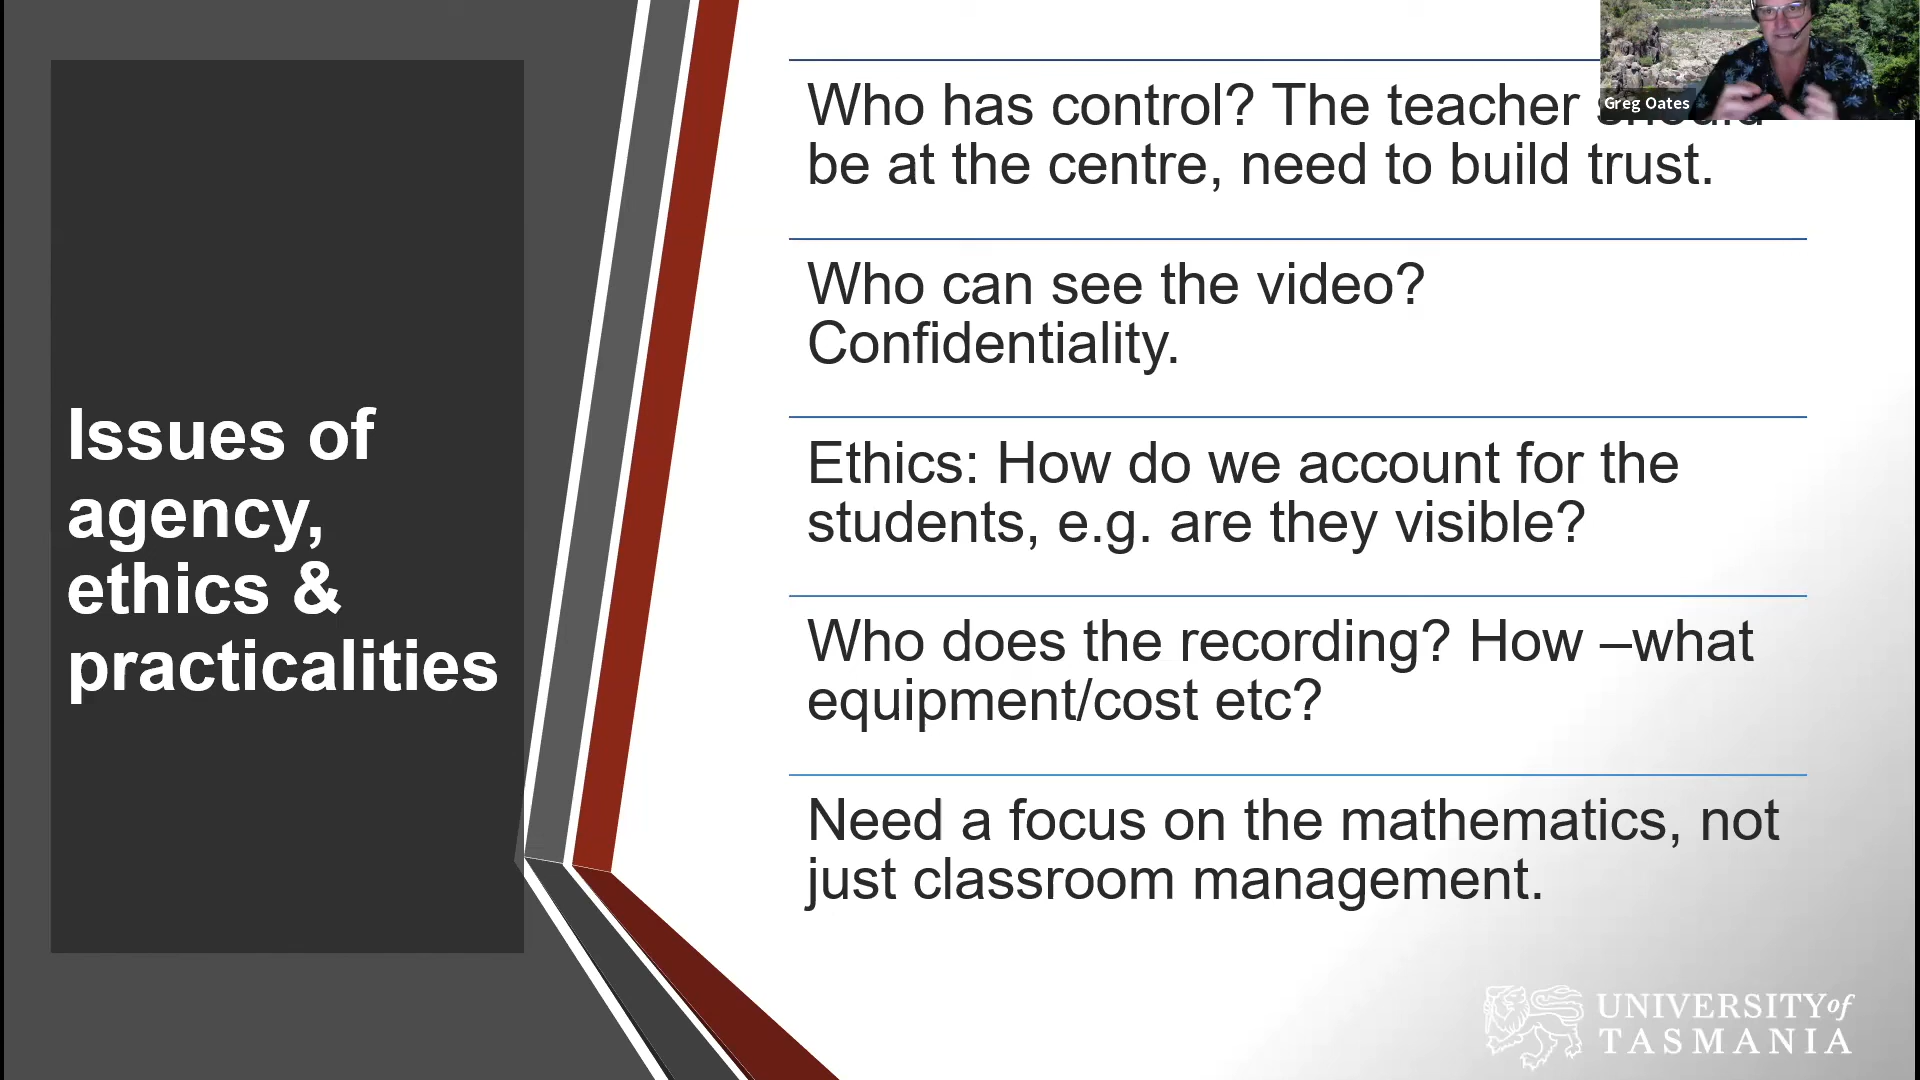 Issues of
agency,
ethics &
practicalities
Who has control? The teacher
be at the centre, need to build trust.
Who can see the video?
Confidentiality.
Ethics: How do we account for the
students, e.g. are they visible?
Who does the recording? How –what
equipment/cost etc?
Need a focus on the mathematics, not
just classroom management.
Greg Oates
UNIVERSITY of
TASMANIA